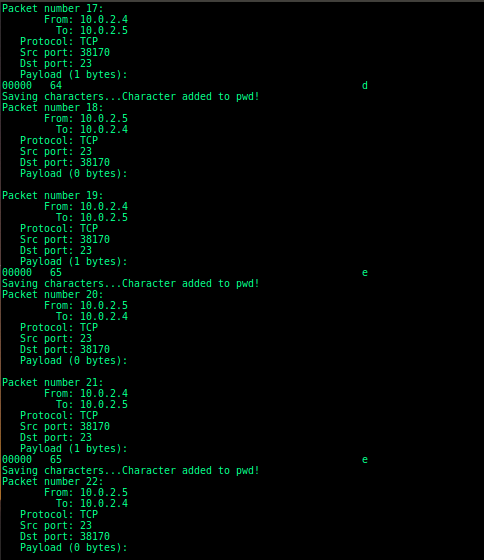 Packet number 17:
From: 10.0.2.4
To: 10.0.2.5
Protocol: TCP
Src port: 38170
Dst port: 23
Payload (1 bytes):
00000 64 d
Saving characters...Character added to pwd!
Packet number 18:
From: 10.0.2.5
To: 10.0.2.4
Protocol: TCP
Src port: 23
Dst port: 38170
Payload (0 bytes):
Packet number 19:
From: 10.0.2.4
To: 10.0.2.5
Protocol: TCP
Src port: 38170
Dst port: 23
Payload (1 bytes):
00000 65 e
Saving characters...Character added to pwd!
Packet number 20:
From: 10.0.2.5
To: 10.0.2.4
Protocol: TCP
Src port: 23
Dst port: 38170
Payload (0 bytes):
Packet number 21:
From: 10.0.2.4
To: 10.0.2.5
Protocol: TCP
Src port: 38170
Dst port: 23
Payload (1 bytes):
00000 65 e
Saving characters...Character added to pwd!
Packet number 22:
From: 10.0.2.5
To: 10.0.2.4
Protocol: TCP
Src port: 23
Dst port: 38170
Payload (0 bytes):